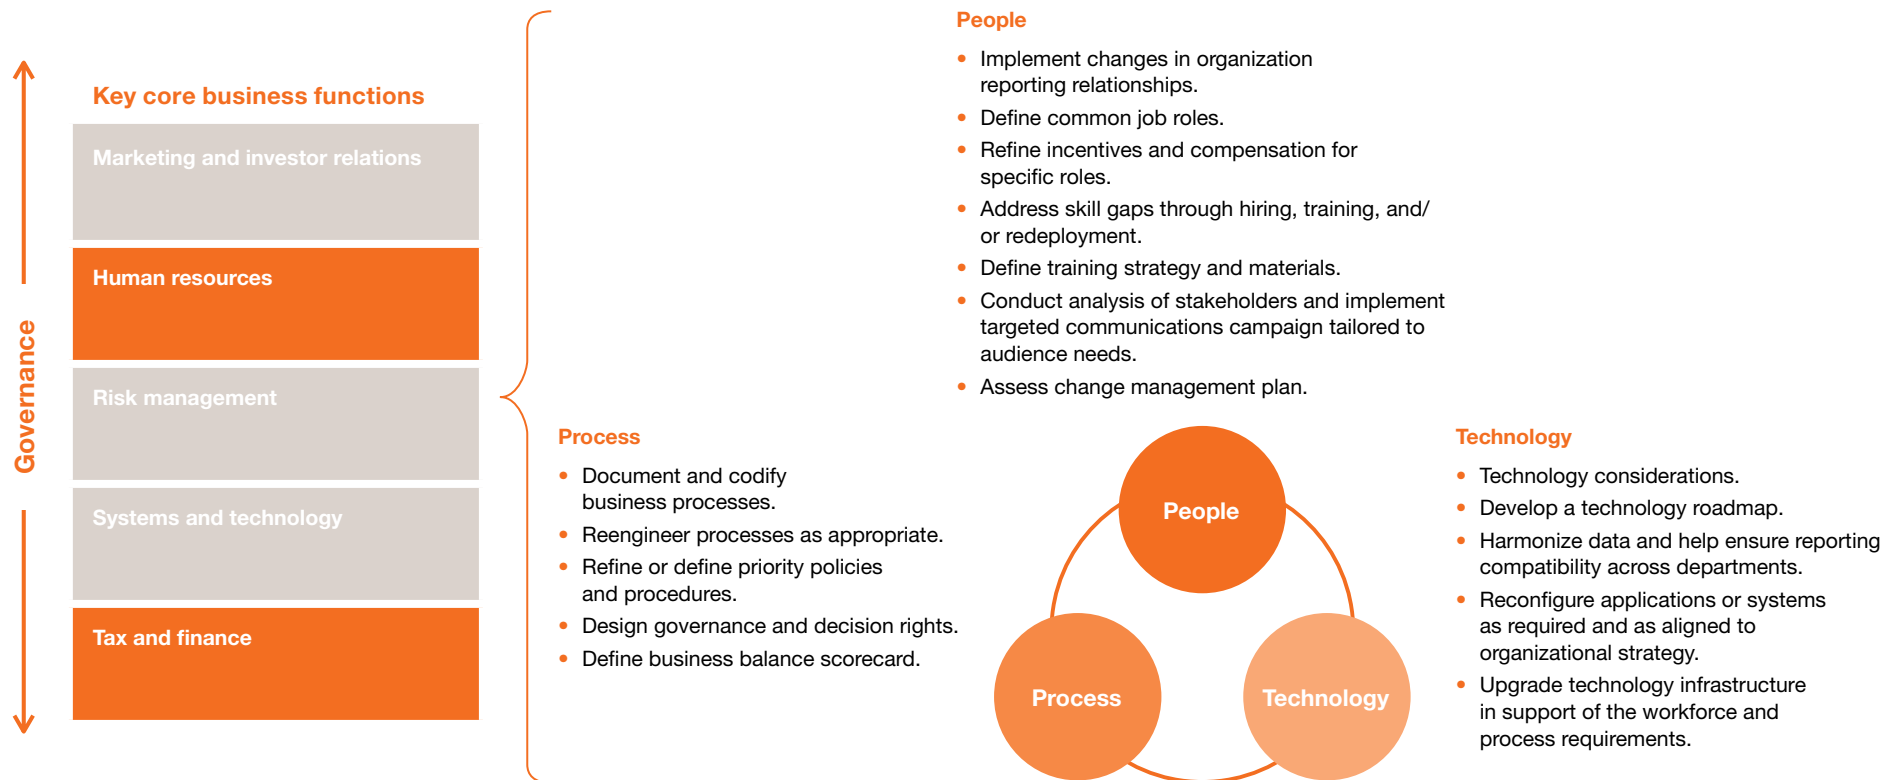 Governance
Key core business functions
Marketing and investor relations
Human resources
Risk management
Systems and technology
Tax and finance
People
• Implement changes in organization
reporting relationships.
• Define common job roles.
• Refine incentives and compensation for
specific roles.
• Address skill gaps through hiring, training, and/
or redeployment.
• Define training strategy and materials.
• Conduct analysis of stakeholders and implement
targeted communications campaign tailored to
audience needs.
• Assess change management plan.
Process
• Document and codify
business processes.
• Reengineer processes as appropriate.
• Refine or define priority policies
and procedures.
• Design governance and decision rights.
• Define business balance scorecard.
People
Process
Technology
Technology
• Technology considerations.
• Develop a technology roadmap.
• Harmonize data and help ensure reporting
compatibility across departments.
• Reconfigure applications or systems
as required and as aligned to
organizational strategy.
• Upgrade technology infrastructure
in support of the workforce and
process requirements.